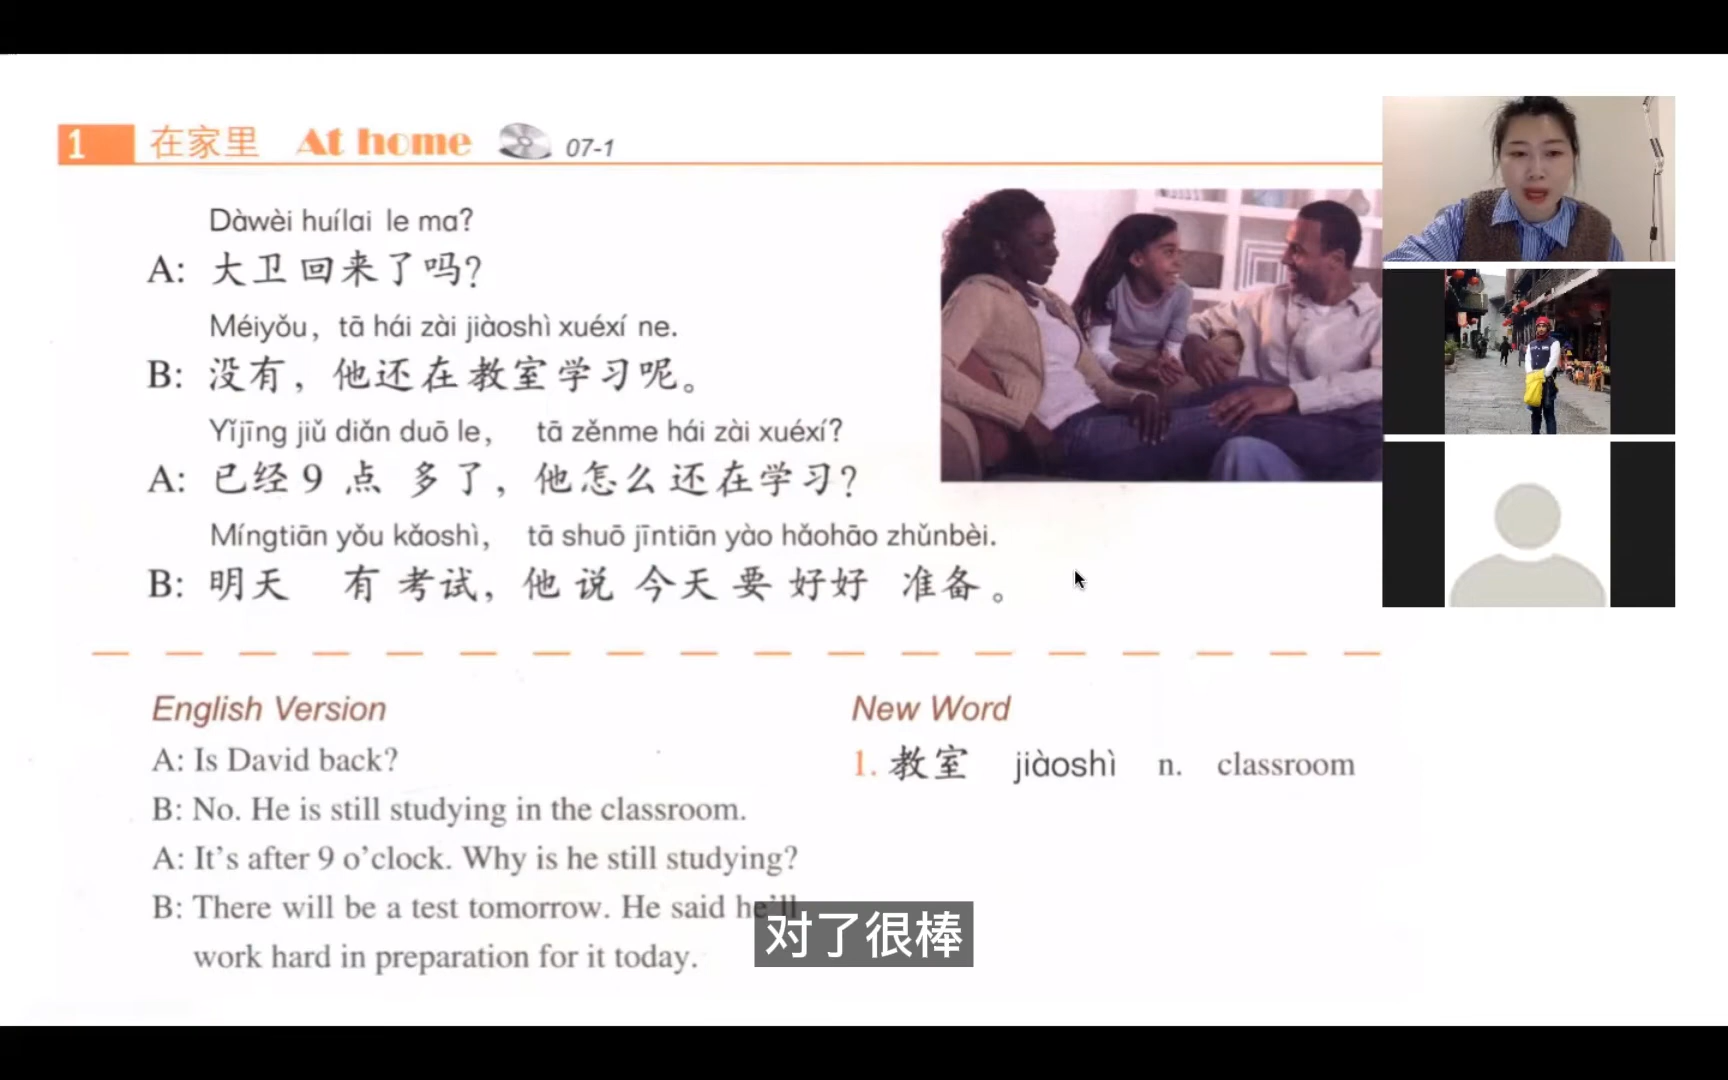 1 在家里 At home 07-1
Dàwèi huílai le ma?
A: 大卫回来了吗?
Méiyǒu, tā hái zài jiàoshì xuéxí ne.
B: 没有，他还在教室学习呢。
Yǐjīng jiǔ diǎn duō le, tā zěnme hái zài xuéxí?
A: 已经9点多了，他怎么还在学习?
Míngtiān yǒu kǎoshì, tā shuō jīntiān yào hǎohāo zhǔnbèi.
B: 明天有考试，他说今天要好好准备。
English Version
A: Is David back?
B: No. He is still studying in the classroom.
A: It's after 9 o'clock. Why is he still studying?
B: There will be a test tomorrow. He said he'll
work hard in preparation for it today.
New Word
1. 教室 jiàoshì n. classroom
对了很棒